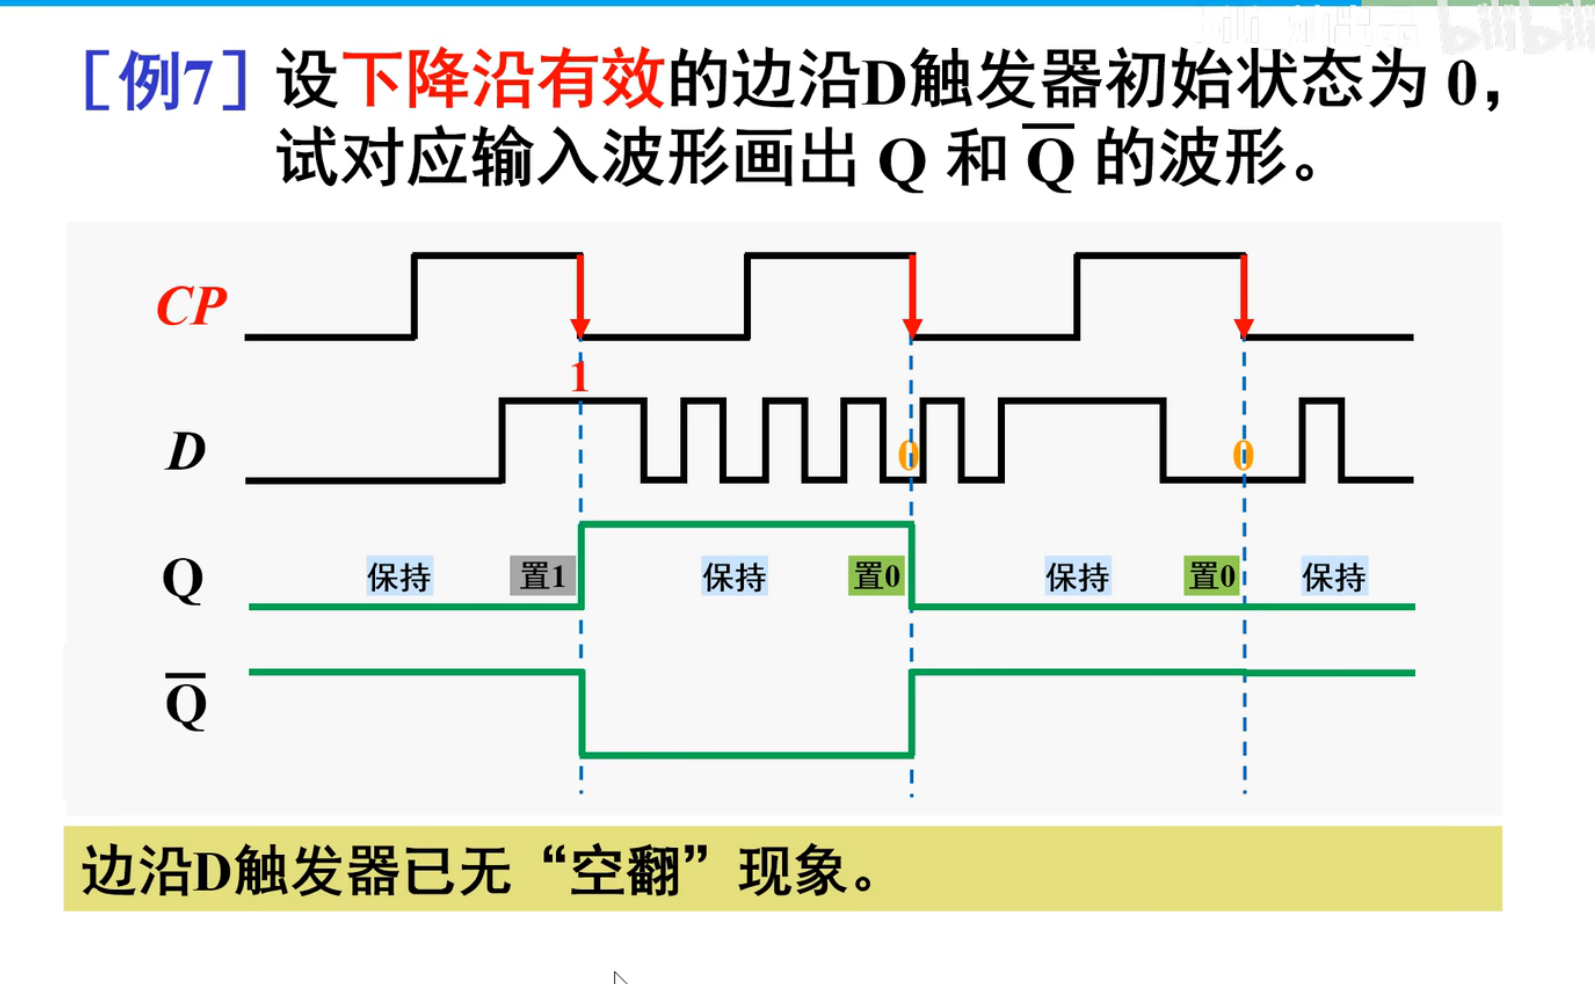 ［例7］设下降沿有效的边沿D触发器初始状态为 0，
试对应输入波形画出 Q 和 Q̅ 的波形。
CP
1
D
0
0
Q
保持
置1
保持
置0
保持
置0
保持
Q̅
边沿D触发器已无“空翻”现象。